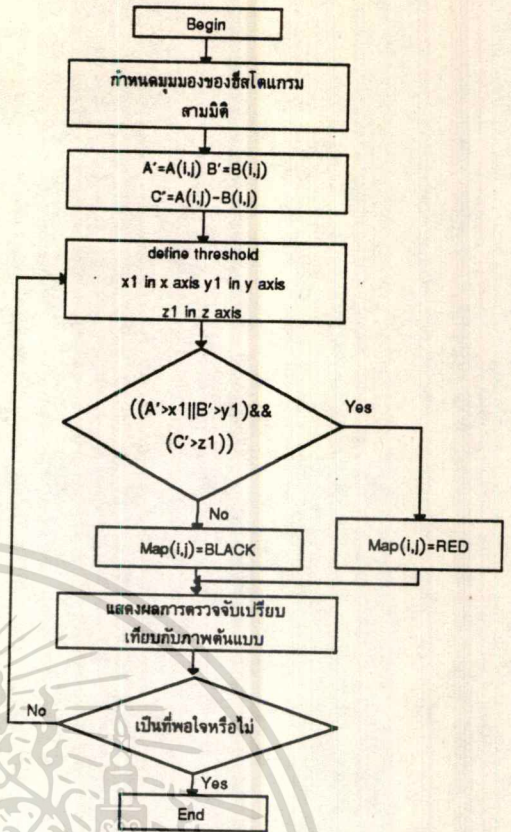 Begin
กำหนดมุมมองของฮีสโตแกรม
สามมิติ
A'=A(i,j) B'=B(i,j)
C'=A(i,j)-B(i,j)
define threshold
x1 in x axis y1 in y axis
z1 in z axis
((A'>x1||B'>y1)&&
(C'>z1))
Yes
No
Map(i,j)=BLACK
Map(i,j)=RED
แสดงผลการตรวจจับเปรียบ
เทียบกับภาพต้นแบบ
No
เป็นที่พอใจหรือไม่
Yes
End